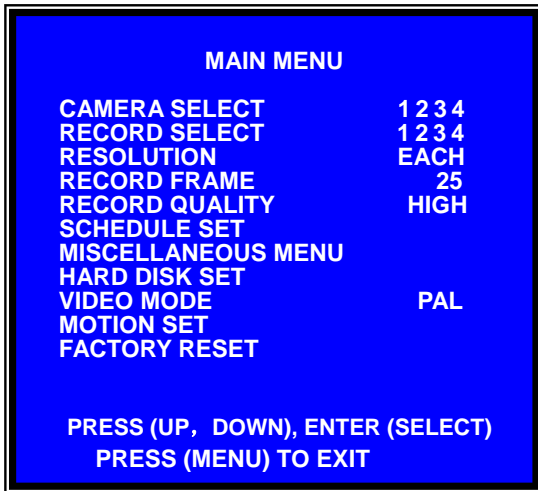 MAIN MENU
CAMERA SELECT 1 2 3 4
RECORD SELECT 1 2 3 4
RESOLUTION EACH
RECORD FRAME 25
RECORD QUALITY HIGH
SCHEDULE SET
MISCELLANEOUS MENU
HARD DISK SET
VIDEO MODE PAL
MOTION SET
FACTORY RESET
PRESS (UP，DOWN), ENTER (SELECT)
PRESS (MENU) TO EXIT